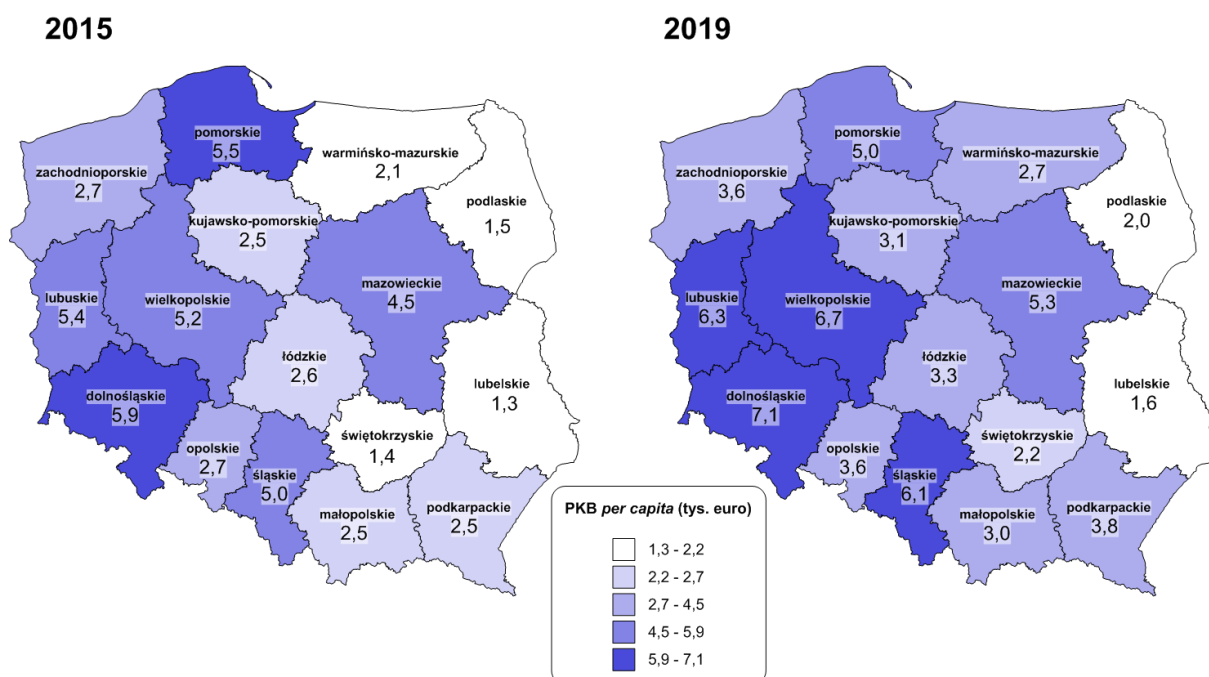 2015
pomorskie
5,5
warmińsko-mazurskie
2,1
zachodnioporskie
2,7
podlaskie
1,5
kujawsko-pomorskie
2,5
mazowieckie
4,5
lubuskie
5,4
wielkopolskie
5,2
łódzkie
2,6
lubelskie
1,3
dolnośląskie
5,9
świętokrzyskie
1,4
opolskie
2,7
śląskie
5,0
małopolskie
2,5
podkarpackie
2,5
2019
pomorskie
5,0
warmińsko-mazurskie
2,7
zachodnioporskie
3,6
podlaskie
2,0
kujawsko-pomorskie
3,1
mazowieckie
5,3
lubuskie
6,3
wielkopolskie
6,7
łódzkie
3,3
lubelskie
1,6
dolnośląskie
7,1
świętokrzyskie
2,2
opolskie
3,6
śląskie
6,1
małopolskie
3,0
podkarpackie
3,8
PKB per capita (tys. euro)
1,3 - 2,2
2,2 - 2,7
2,7 - 4,5
4,5 - 5,9
5,9 - 7,1